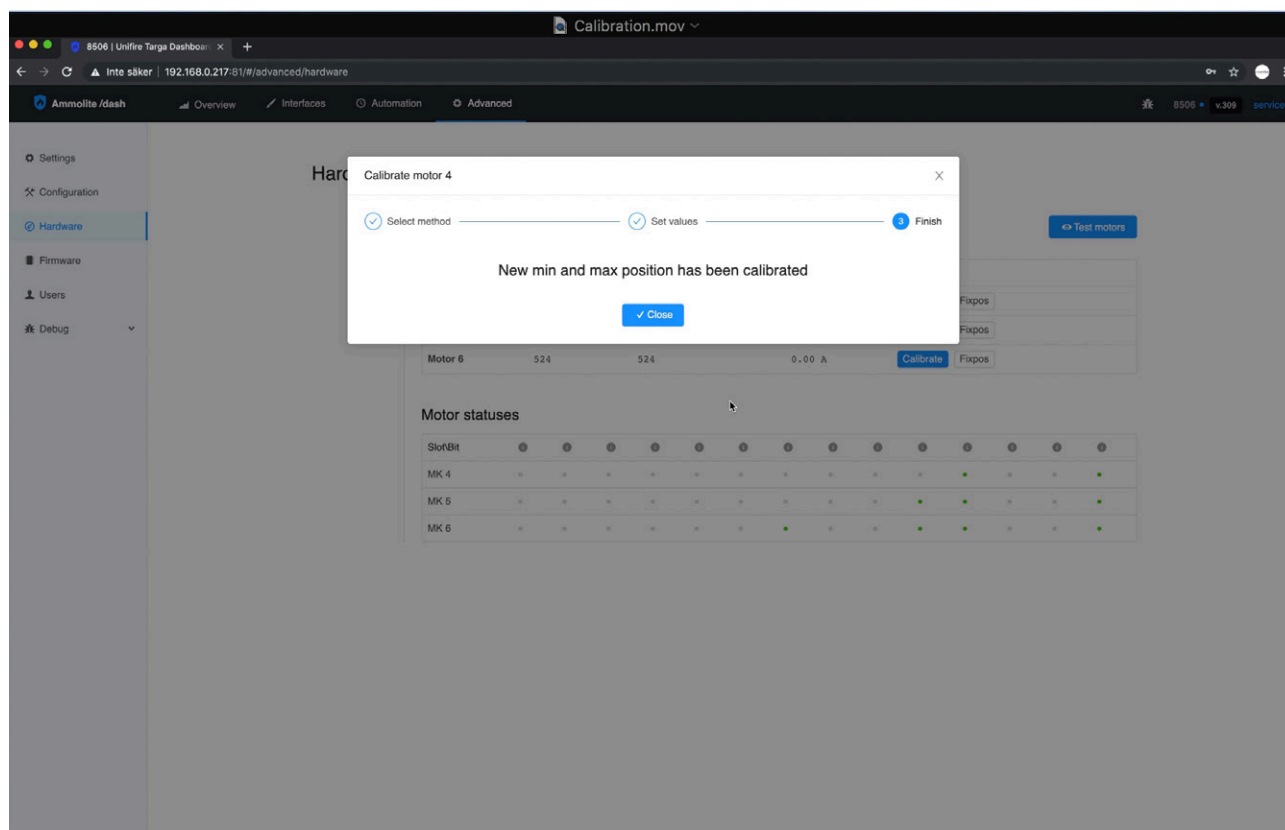 Calibration.mov
8506 | Unifire Targa Dashboar
Inte säker | 192.168.0.217:81/#/advanced/hardware
Ammolite /dash Overview Interfaces Automation Advanced 8506 v.309 service
Settings
Configuration
Hardware
Firmware
Users
Debug
Hard
Calibrate motor 4
Select method Set values 3 Finish
New min and max position has been calibrated
Close
Test motors
Fixpos
Fixpos
Motor 6 524 524 0.00 A Calibrate Fixpos
Motor statuses
Slot\Bit
MK 4
MK 5
MK 6